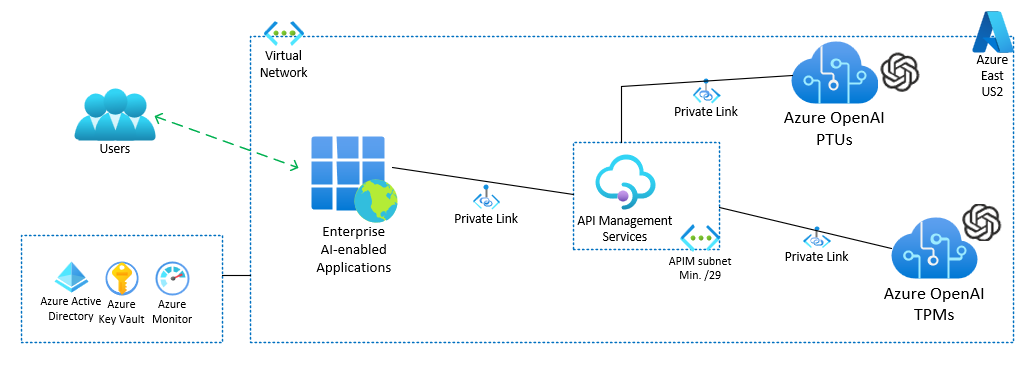 Virtual
Network
Azure
East
US2
Users
Private Link
Azure OpenAI
PTUs
Enterprise
AI-enabled
Applications
Private Link
API Management
Services
APIM subnet
Min. /29
Private Link
Azure OpenAI
TPMs
Azure Active
Directory
Azure
Key Vault
Azure
Monitor